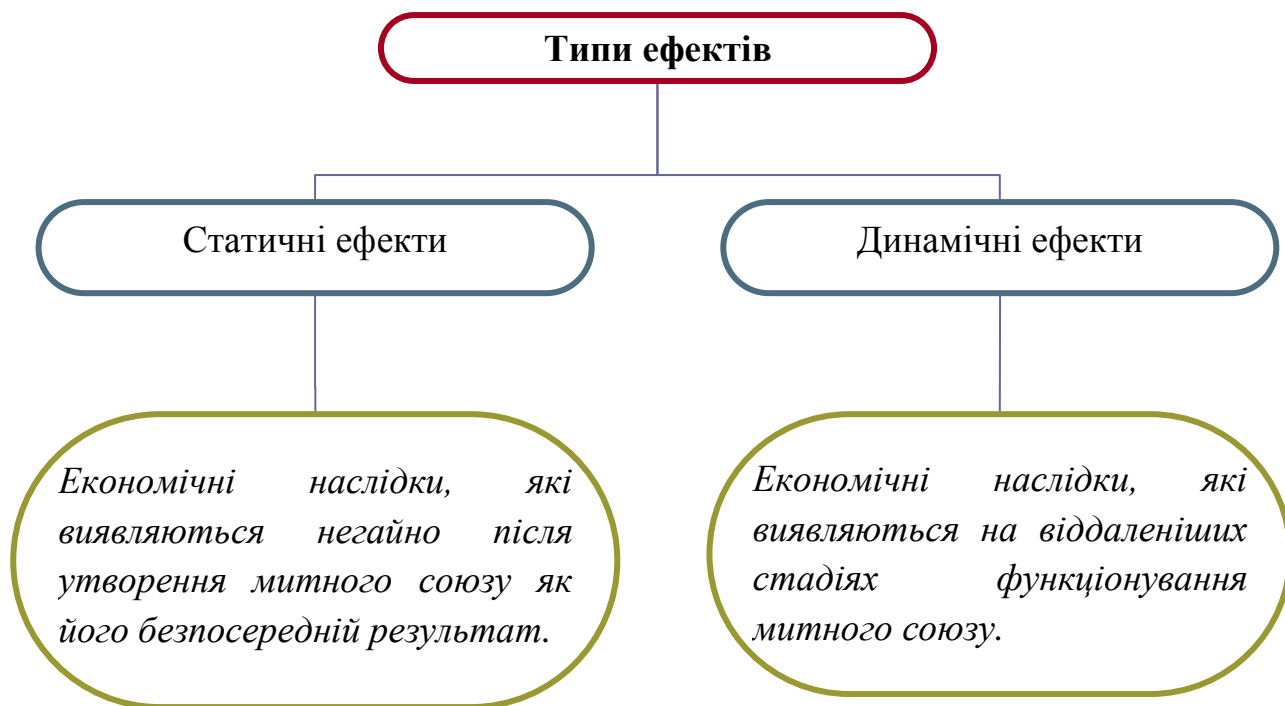 Типи ефектів
Статичні ефекти
Динамічні ефекти
Економічні наслідки, які
виявляються негайно після
утворення митного союзу як
його безпосередній результат.
Економічні наслідки, які
виявляються на віддаленіших
стадіях функціонування
митного союзу.